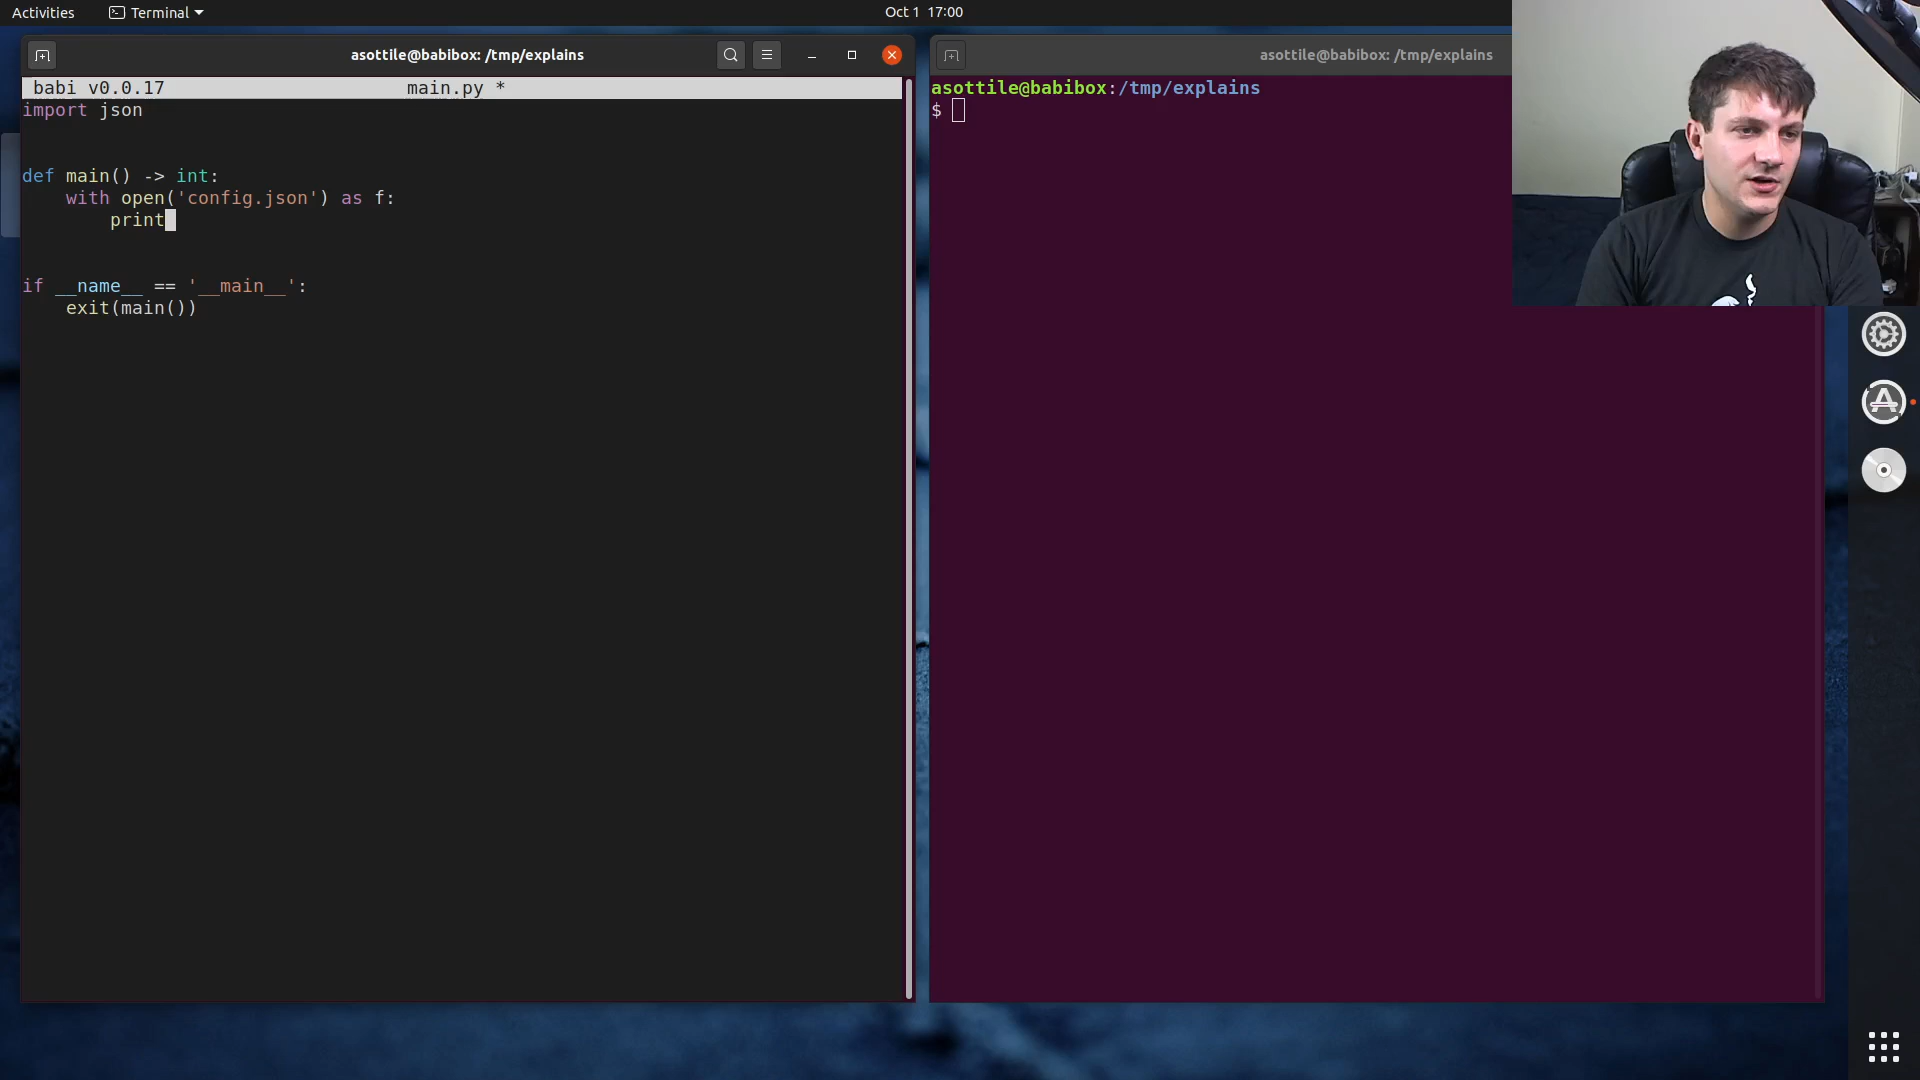 Activities
Terminal
Oct 1 17:00
asottile@babibox: /tmp/explains
babi v0.0.17 main.py *
import json
def main() -> int:
    with open('config.json') as f:
        print
if __name__ == '__main__':
    exit(main())
asottile@babibox: /tmp/explains
asottile@babibox:/tmp/explains
$